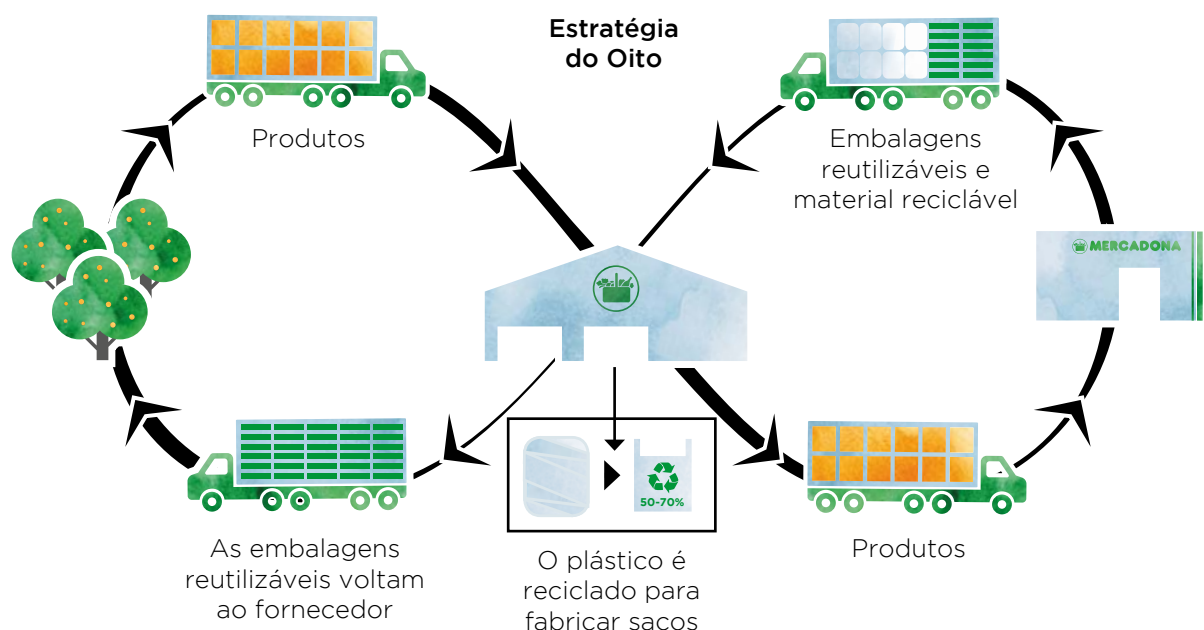 Estratégia
do Oito
Produtos
Embalagens
reutilizáveis e
material reciclável
MERCADONA
50-70%
As embalagens
reutilizáveis voltam
ao fornecedor
O plástico é
reciclado para
fabricar sacos
Produtos